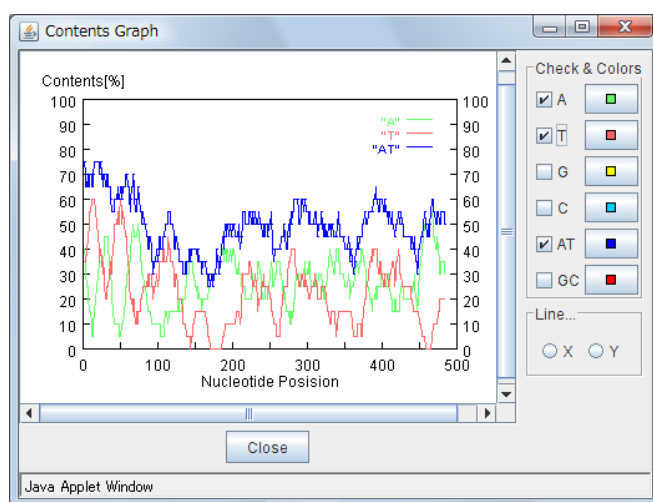 Contents Graph
Contents[%]
100
90
80
70
60
50
40
30
20
10
0
100
90
80
70
60
50
40
30
20
10
0
"A"
"T"
"AT"
0 100 200 300 400 500
Nucleotide Posision
Check & Colors
A
T
G
C
AT
GC
Line...
X Y
Close
Java Applet Window